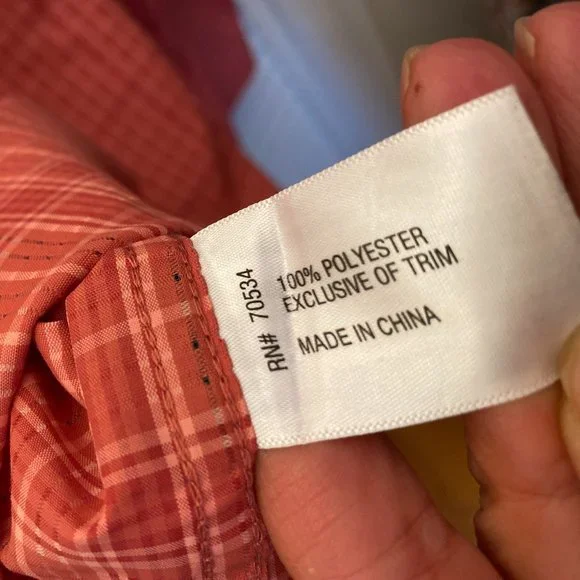 RN# 70534
100% POLYESTER
EXCLUSIVE OF TRIM
MADE IN CHINA